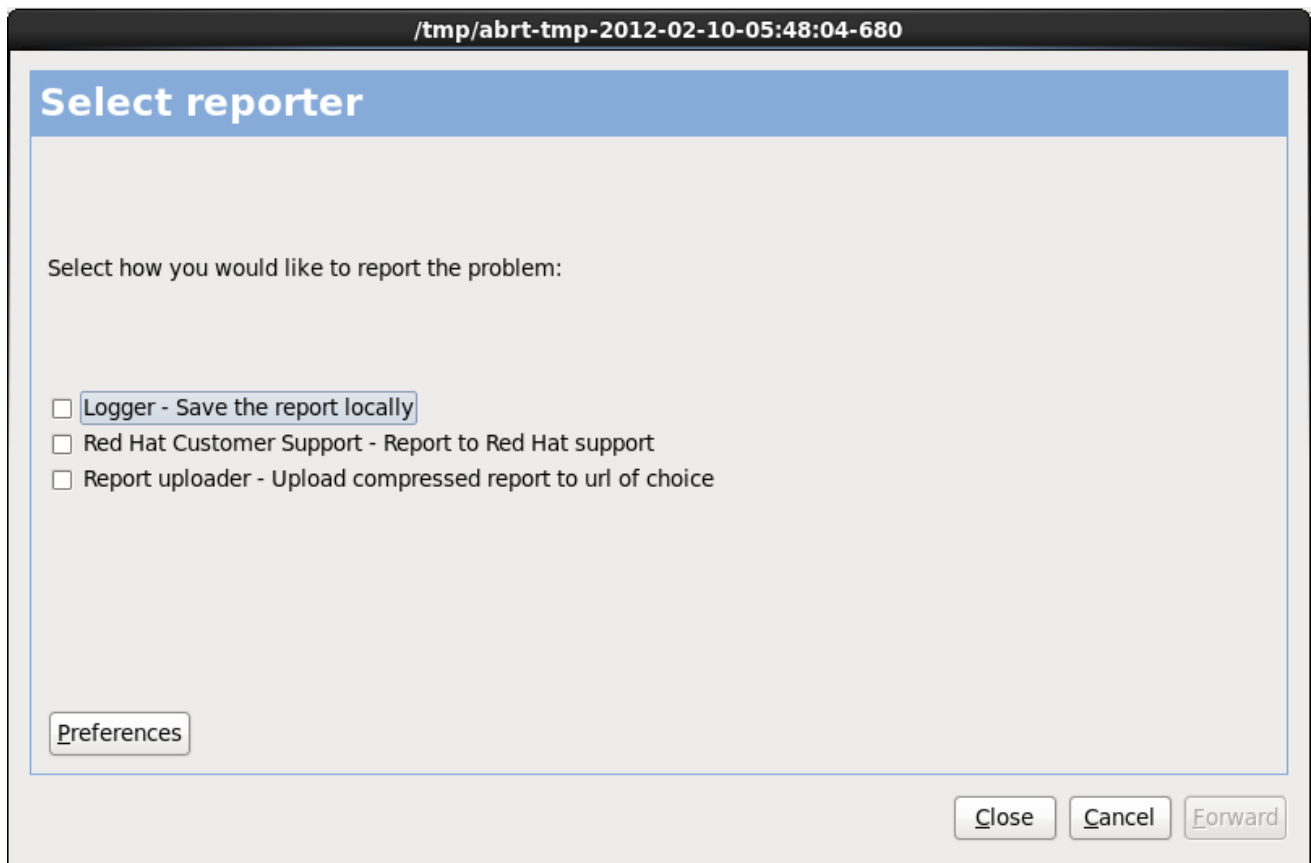 /tmp/abrt-tmp-2012-02-10-05:48:04-680
Select reporter
Select how you would like to report the problem:
Logger - Save the report locally
Red Hat Customer Support - Report to Red Hat support
Report uploader - Upload compressed report to url of choice
Preferences
Close Cancel Forward